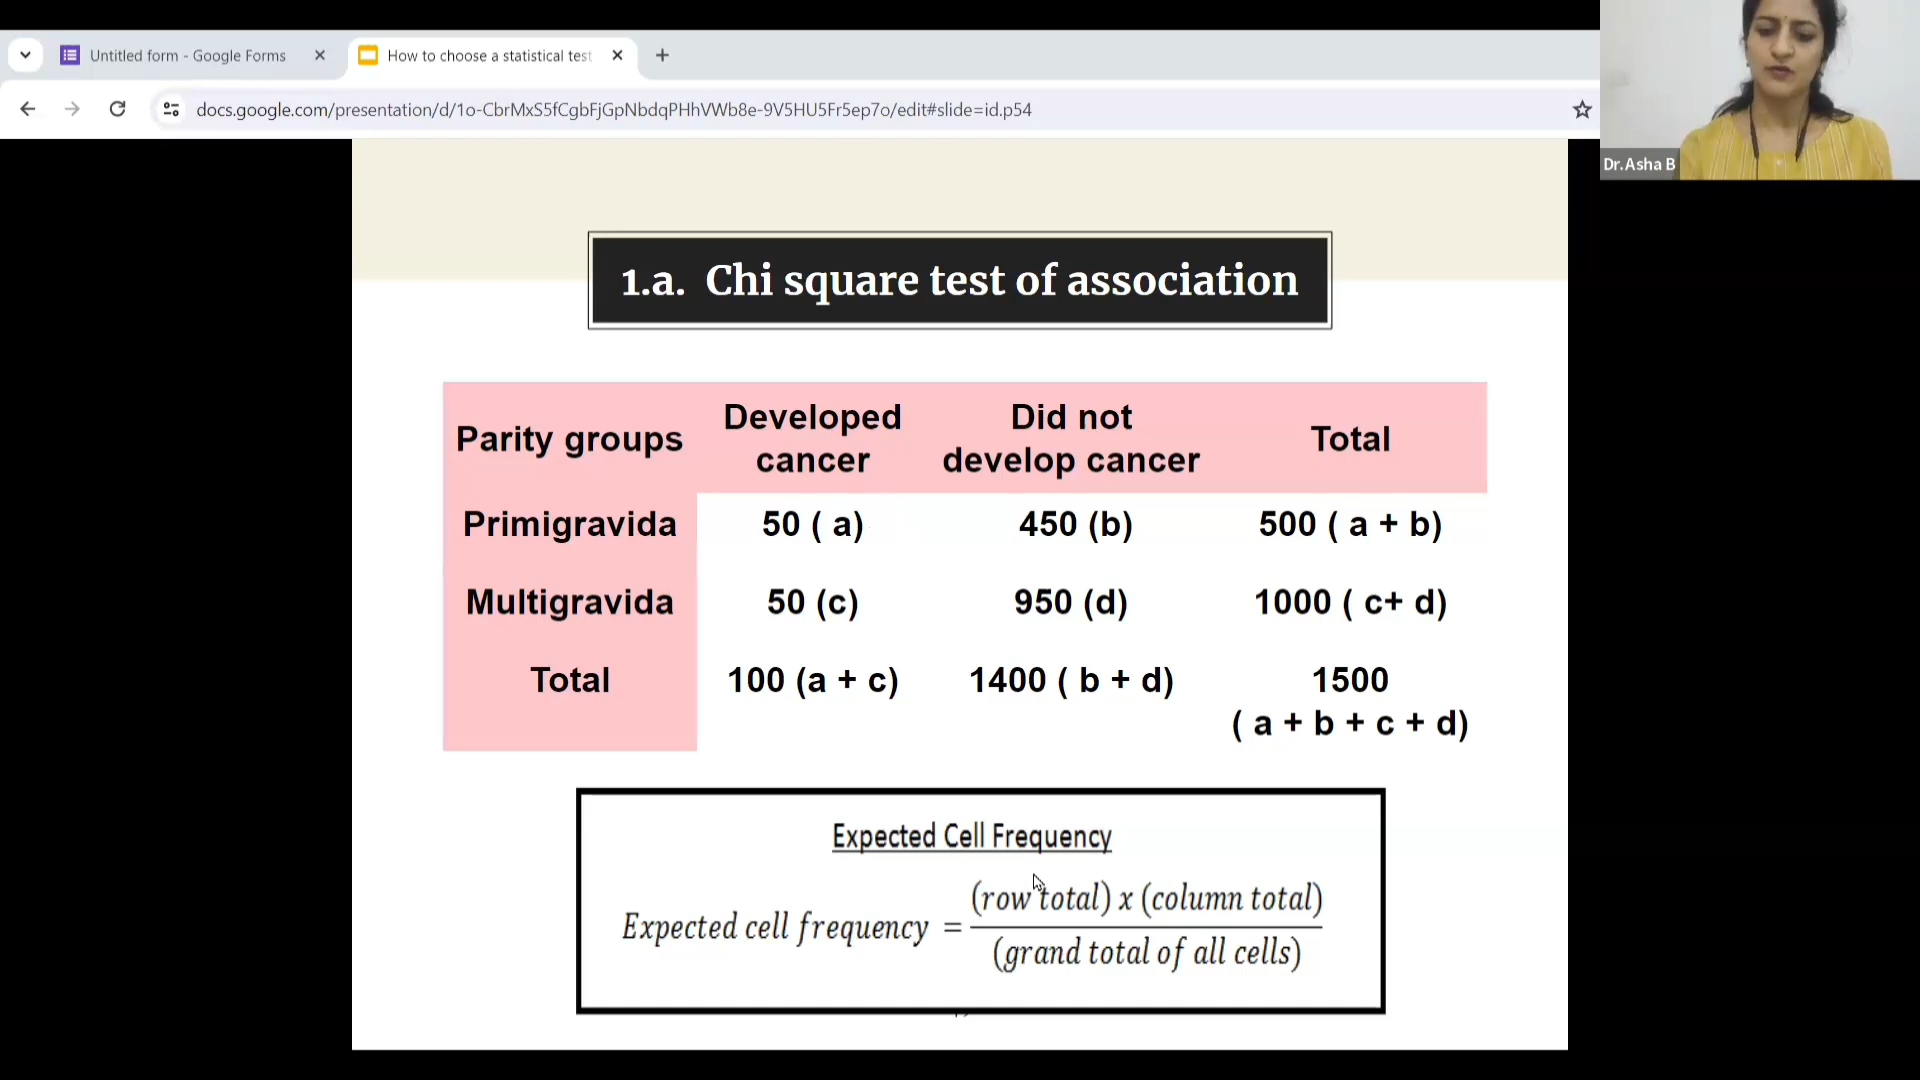 Untitled form - Google Forms
How to choose a statistical test
docs.google.com/presentation/d/1o-CbrMxS5fCgbFjGpNbdqPHhVWb8e-9V5HU5Fr5ep7o/edit#slide=id.p54
Dr.Asha B
1.a. Chi square test of association
Parity groups Developed cancer Did not develop cancer Total
Primigravida 50 ( a) 450 (b) 500 ( a + b)
Multigravida 50 (c) 950 (d) 1000 ( c+ d)
Total 100 (a + c) 1400 ( b + d) 1500
( a + b + c + d)
Expected Cell Frequency
Expected cell frequency = (row total) x (column total)
(grand total of all cells)